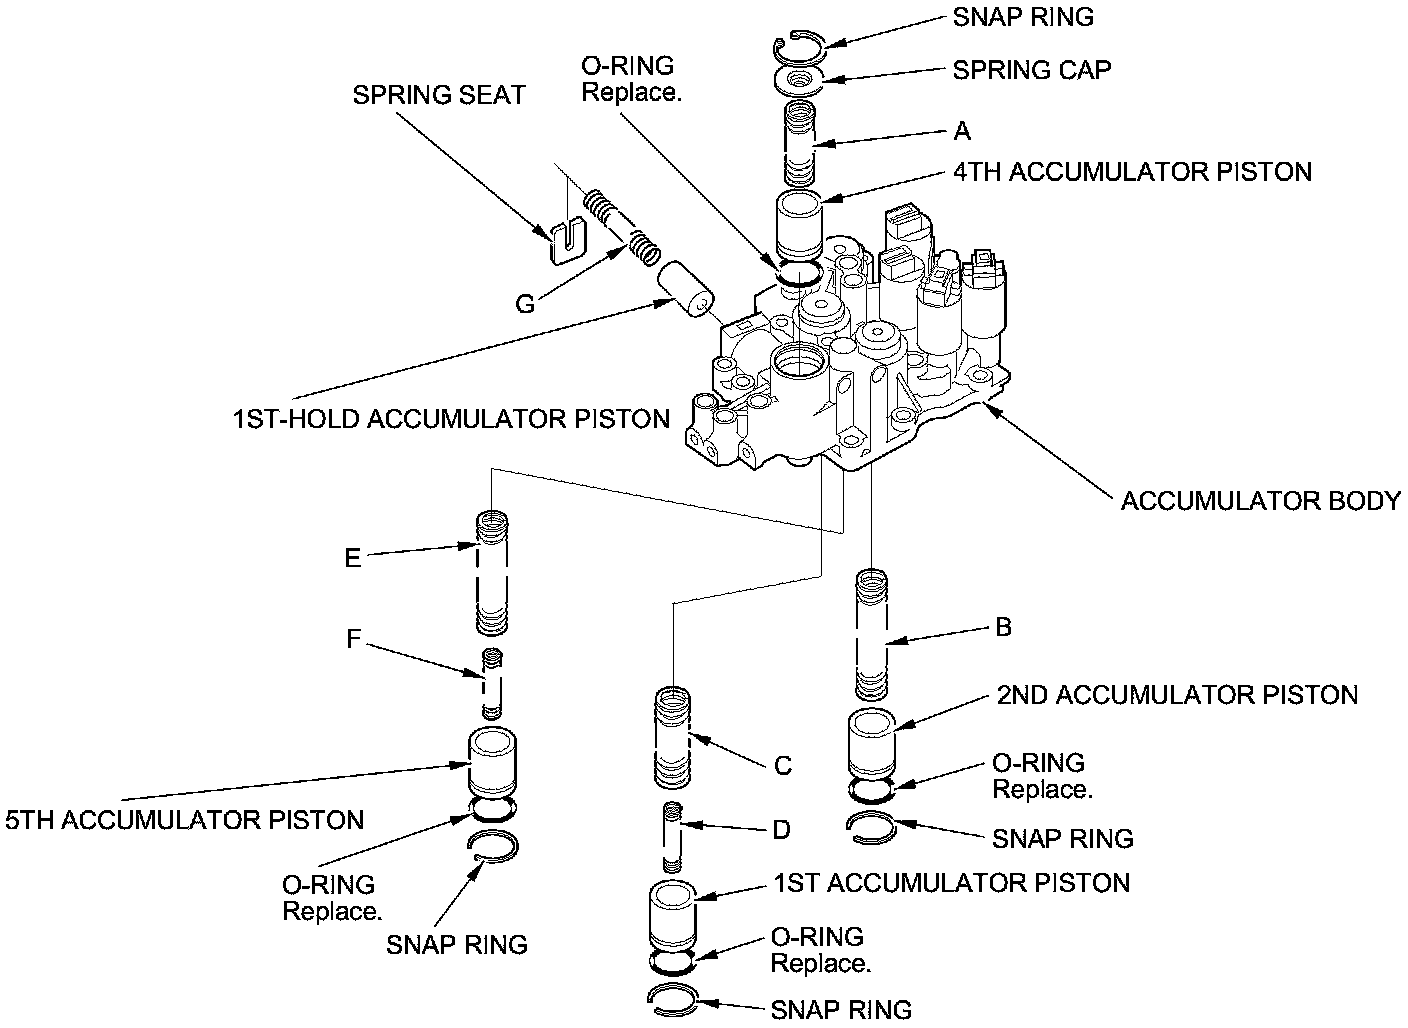 SNAP RING
O-RING
Replace.
SPRING CAP
SPRING SEAT
A
4TH ACCUMULATOR PISTON
G
1ST-HOLD ACCUMULATOR PISTON
ACCUMULATOR BODY
E
B
F
2ND ACCUMULATOR PISTON
C
O-RING
Replace.
5TH ACCUMULATOR PISTON
D
SNAP RING
O-RING
Replace.
1ST ACCUMULATOR PISTON
SNAP RING
O-RING
Replace.
SNAP RING